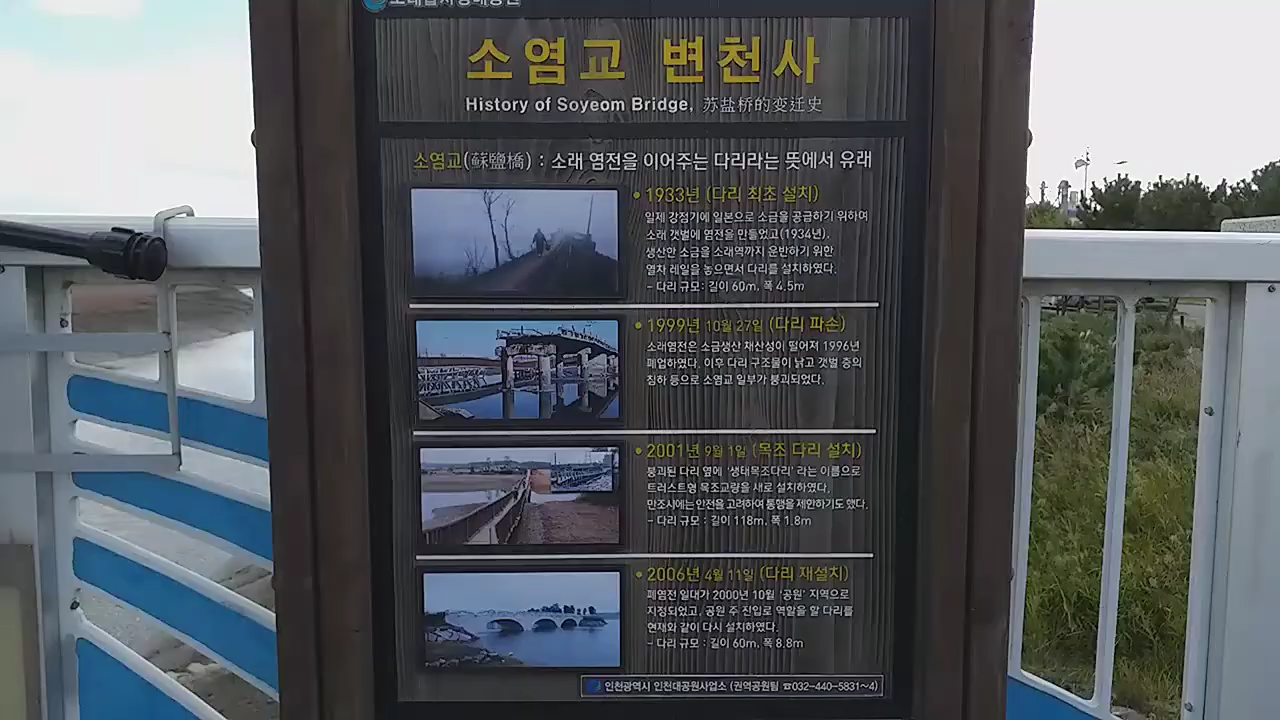 소염교 변천사
History of Soyeom Bridge, 苏盐桥的变迁史
소염교(蘇鹽橋) : 소래 염전을 이어주는 다리라는 뜻에서 유래
• 1933년 (다리 최초 설치)
일제 강점기에 일본으로 소금을 공급하기 위하여
소래 갯벌에 염전을 만들었고(1934년),
생산한 소금을 소래역까지 운반하기 위한
열차 레일을 놓으면서 다리를 설치하였다.
- 다리 규모: 길이 60m, 폭 4.5m
• 1999년 10월 27일 (다리 파손)
소래염전은 소금생산 채산성이 떨어져 1996년
폐업하였다. 이후 다리 구조물이 낡고 갯벌 층의
침하 등으로 소염교 일부가 붕괴되었다.
• 2001년 9월 1일 (목조 다리 설치)
붕괴된 다리 옆에 '생태목조다리' 라는 이름으로
트러스트형 목조교량을 새로 설치하였다.
만조시에는 안전을 고려하여 통행을 제한하기도 했다.
- 다리 규모 : 길이 118m, 폭 1.8m
• 2006년 4월 11일 (다리 재설치)
폐염전 일대가 2000년 10월 '공원' 지역으로
지정되었고, 공원 주 진입로 역할을 할 다리를
현재와 같이 다시 설치하였다.
- 다리 규모 : 길이 60m, 폭 8.8m
인천광역시 인천대공원사업소 (권역공원팀 ☎032-440-5831~4)